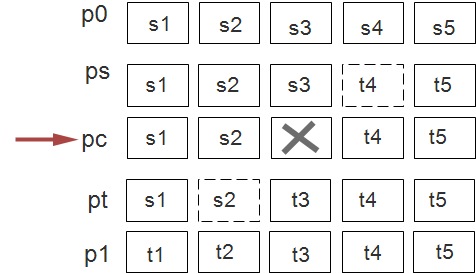 p0 s1 s2 s3 s4 s5
ps s1 s2 s3 t4 t5
pc s1 s2 t4 t5
pt s1 s2 t3 t4 t5
p1 t1 t2 t3 t4 t5